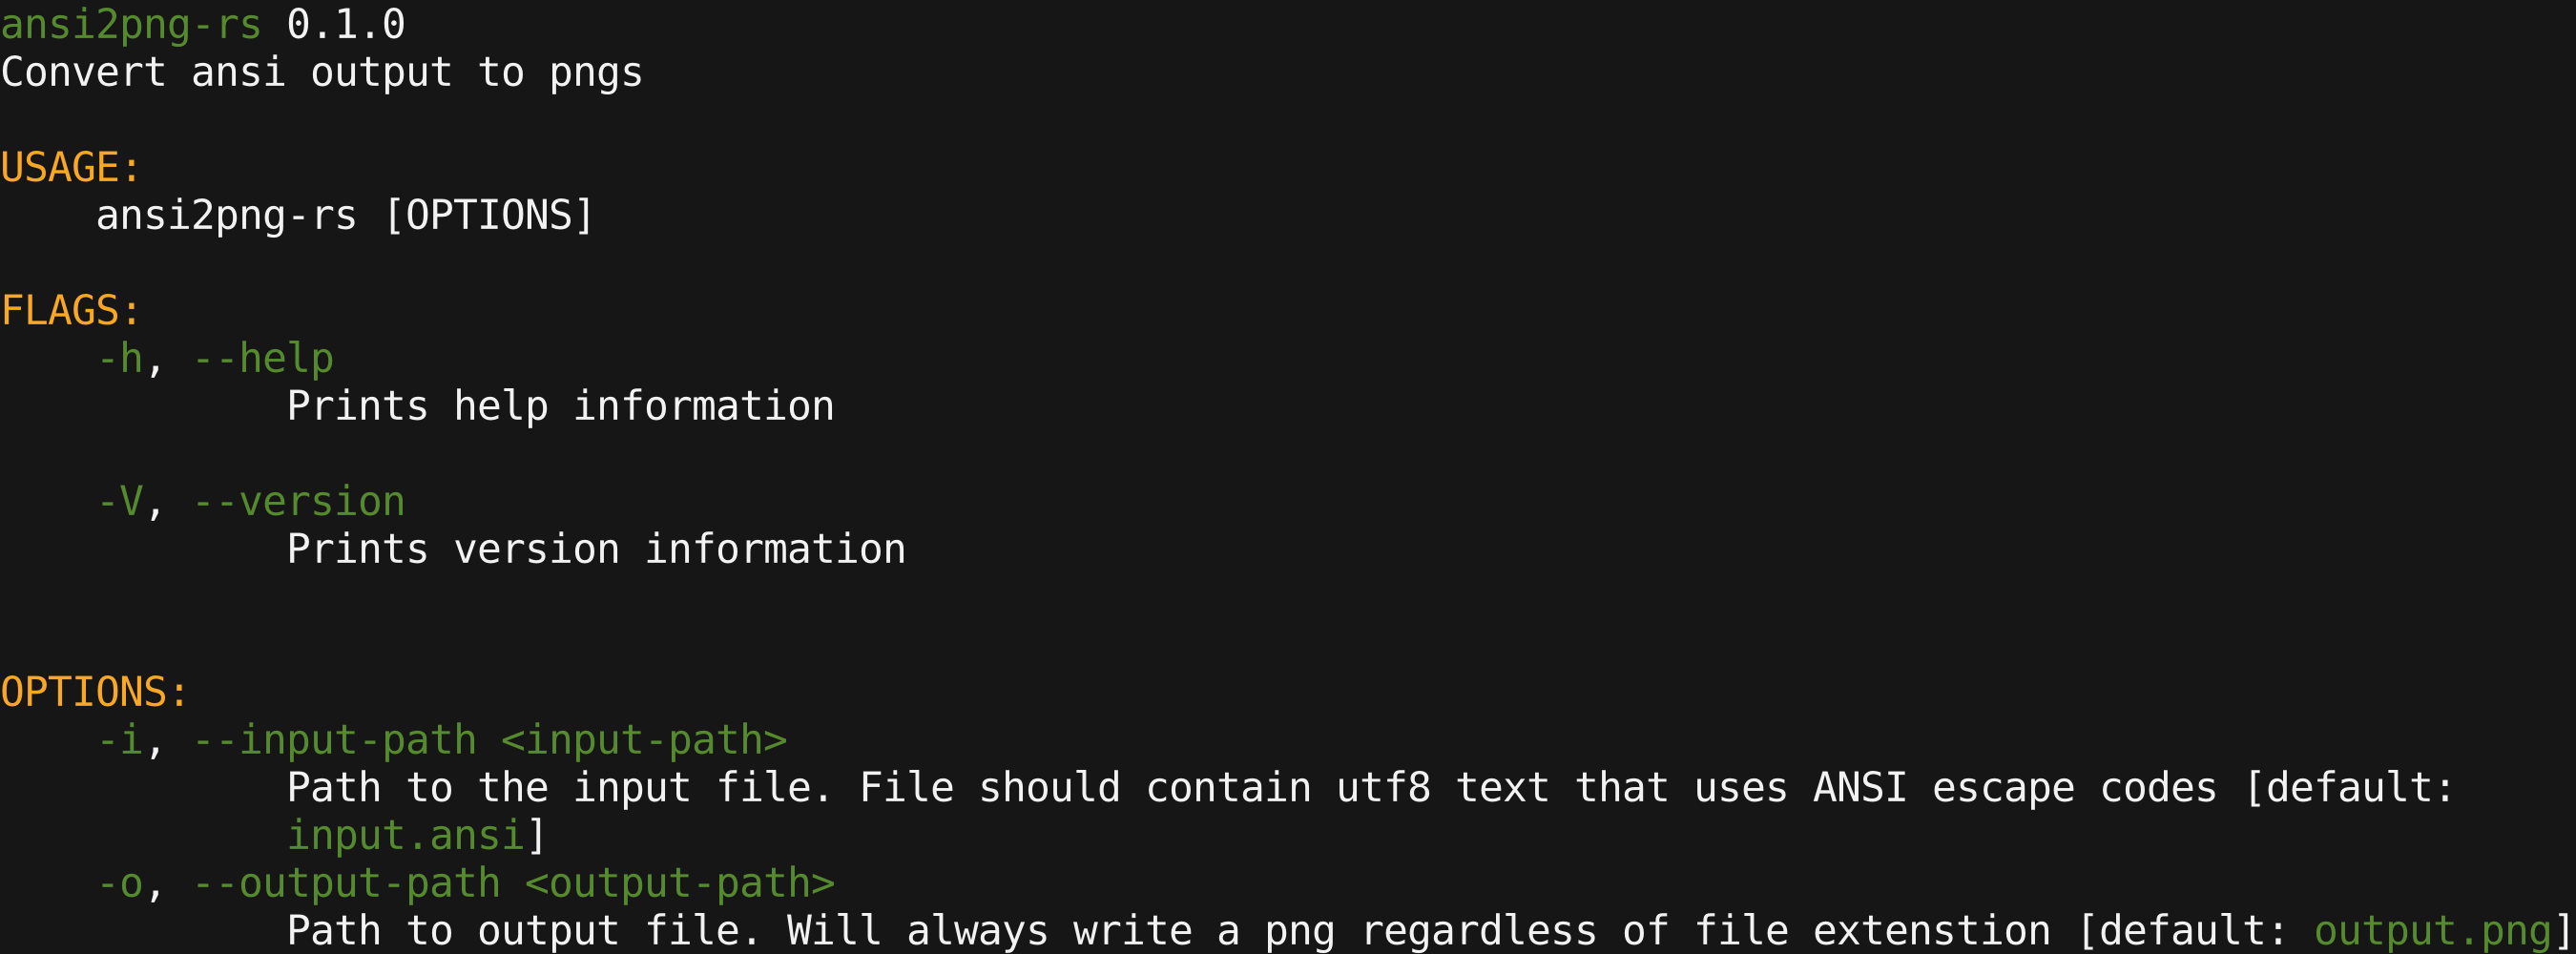 ansi2png-rs 0.1.0
Convert ansi output to pngs

USAGE:
    ansi2png-rs [OPTIONS]

FLAGS:
    -h, --help
            Prints help information

    -V, --version
            Prints version information


OPTIONS:
    -i, --input-path <input-path>
            Path to the input file. File should contain utf8 text that uses ANSI escape codes [default:
            input.ansi]
    -o, --output-path <output-path>
            Path to output file. Will always write a png regardless of file extenstion [default: output.png]